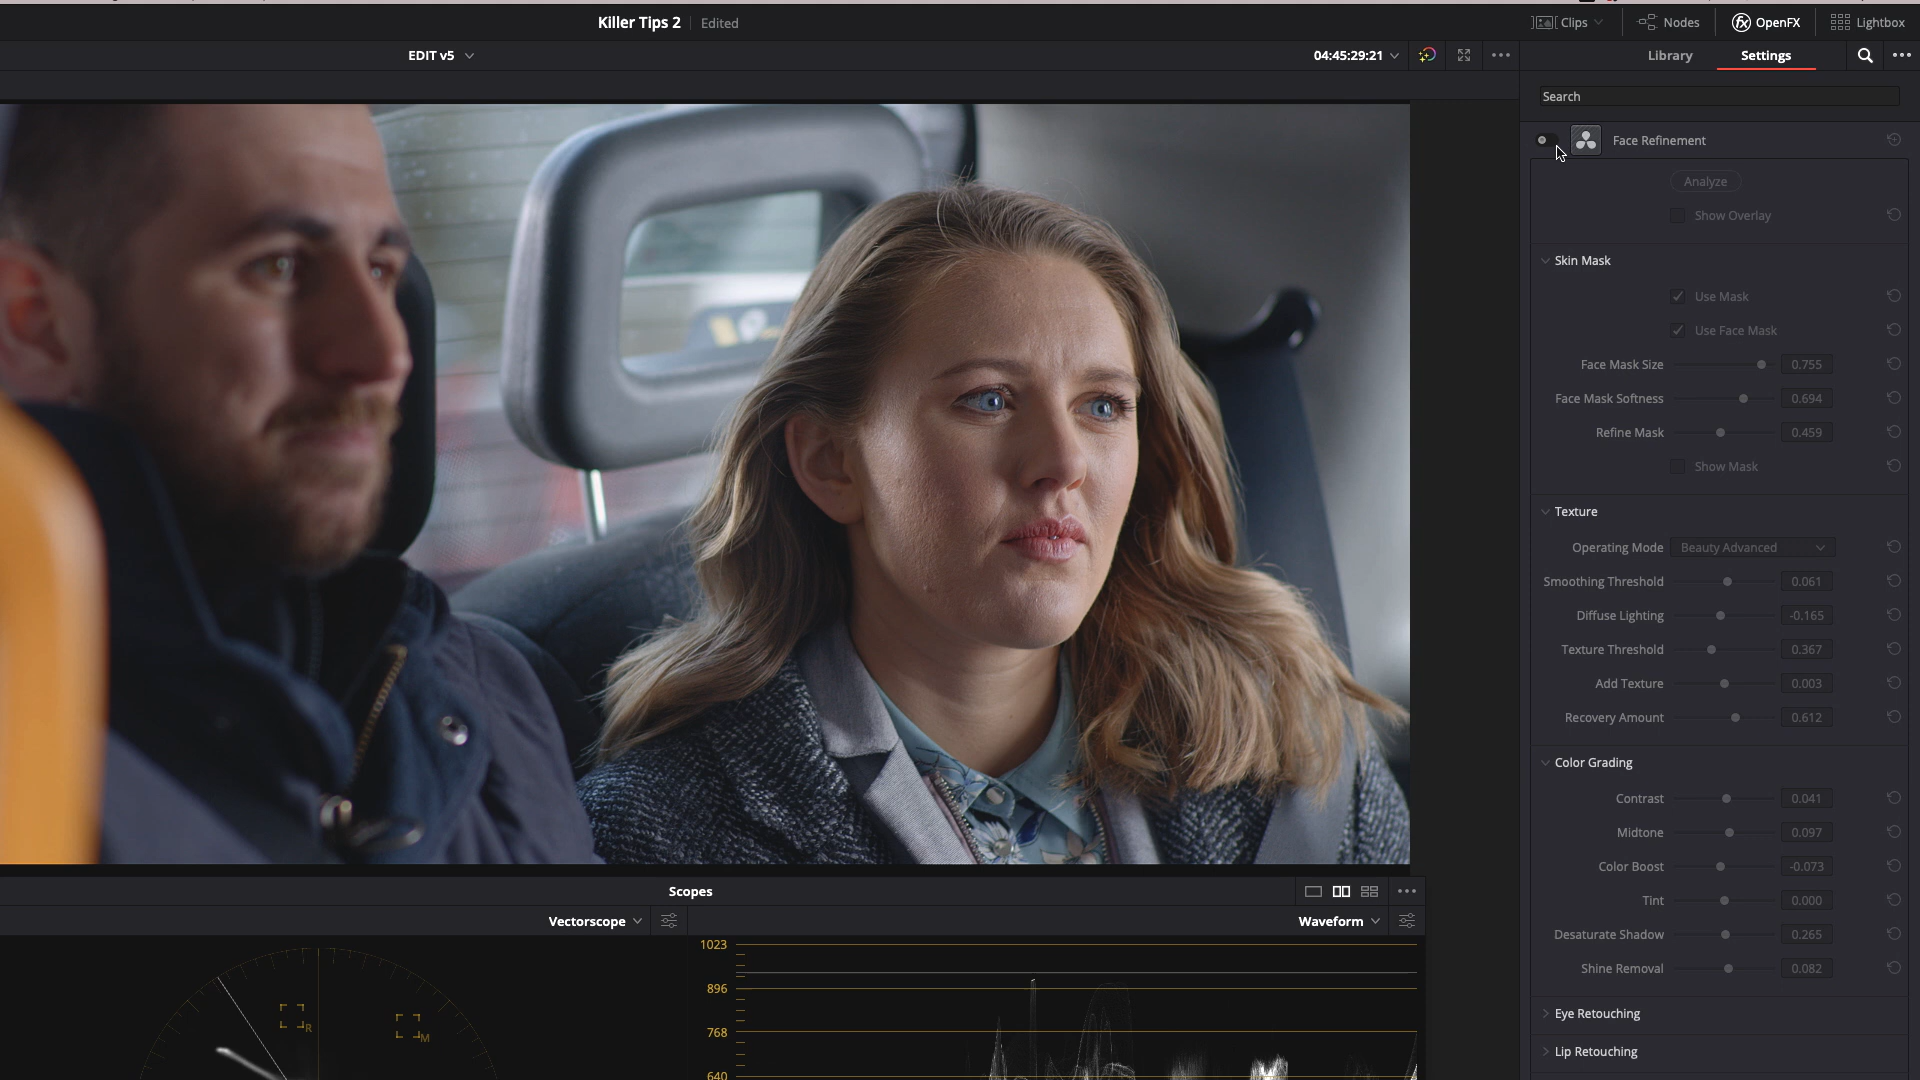 Killer Tips 2 Edited
Clips
Nodes
OpenFX
Lightbox
EDIT v5
04:45:29:21
Library
Settings
Search
Face Refinement
Analyze
Show Overlay
Skin Mask
Use Mask
Use Face Mask
Face Mask Size 0.755
Face Mask Softness 0.694
Refine Mask 0.459
Show Mask
Texture
Operating Mode Beauty Advanced
Smoothing Threshold 0.061
Diffuse Lighting -0.165
Texture Threshold 0.367
Add Texture 0.003
Recovery Amount 0.612
Color Grading
Contrast 0.041
Midtone 0.097
Color Boost -0.073
Tint 0.000
Desaturate Shadow 0.265
Shine Removal 0.082
Eye Retouching
Lip Retouching
Scopes
Vectorscope
Waveform
R
M
1023
896
768
640